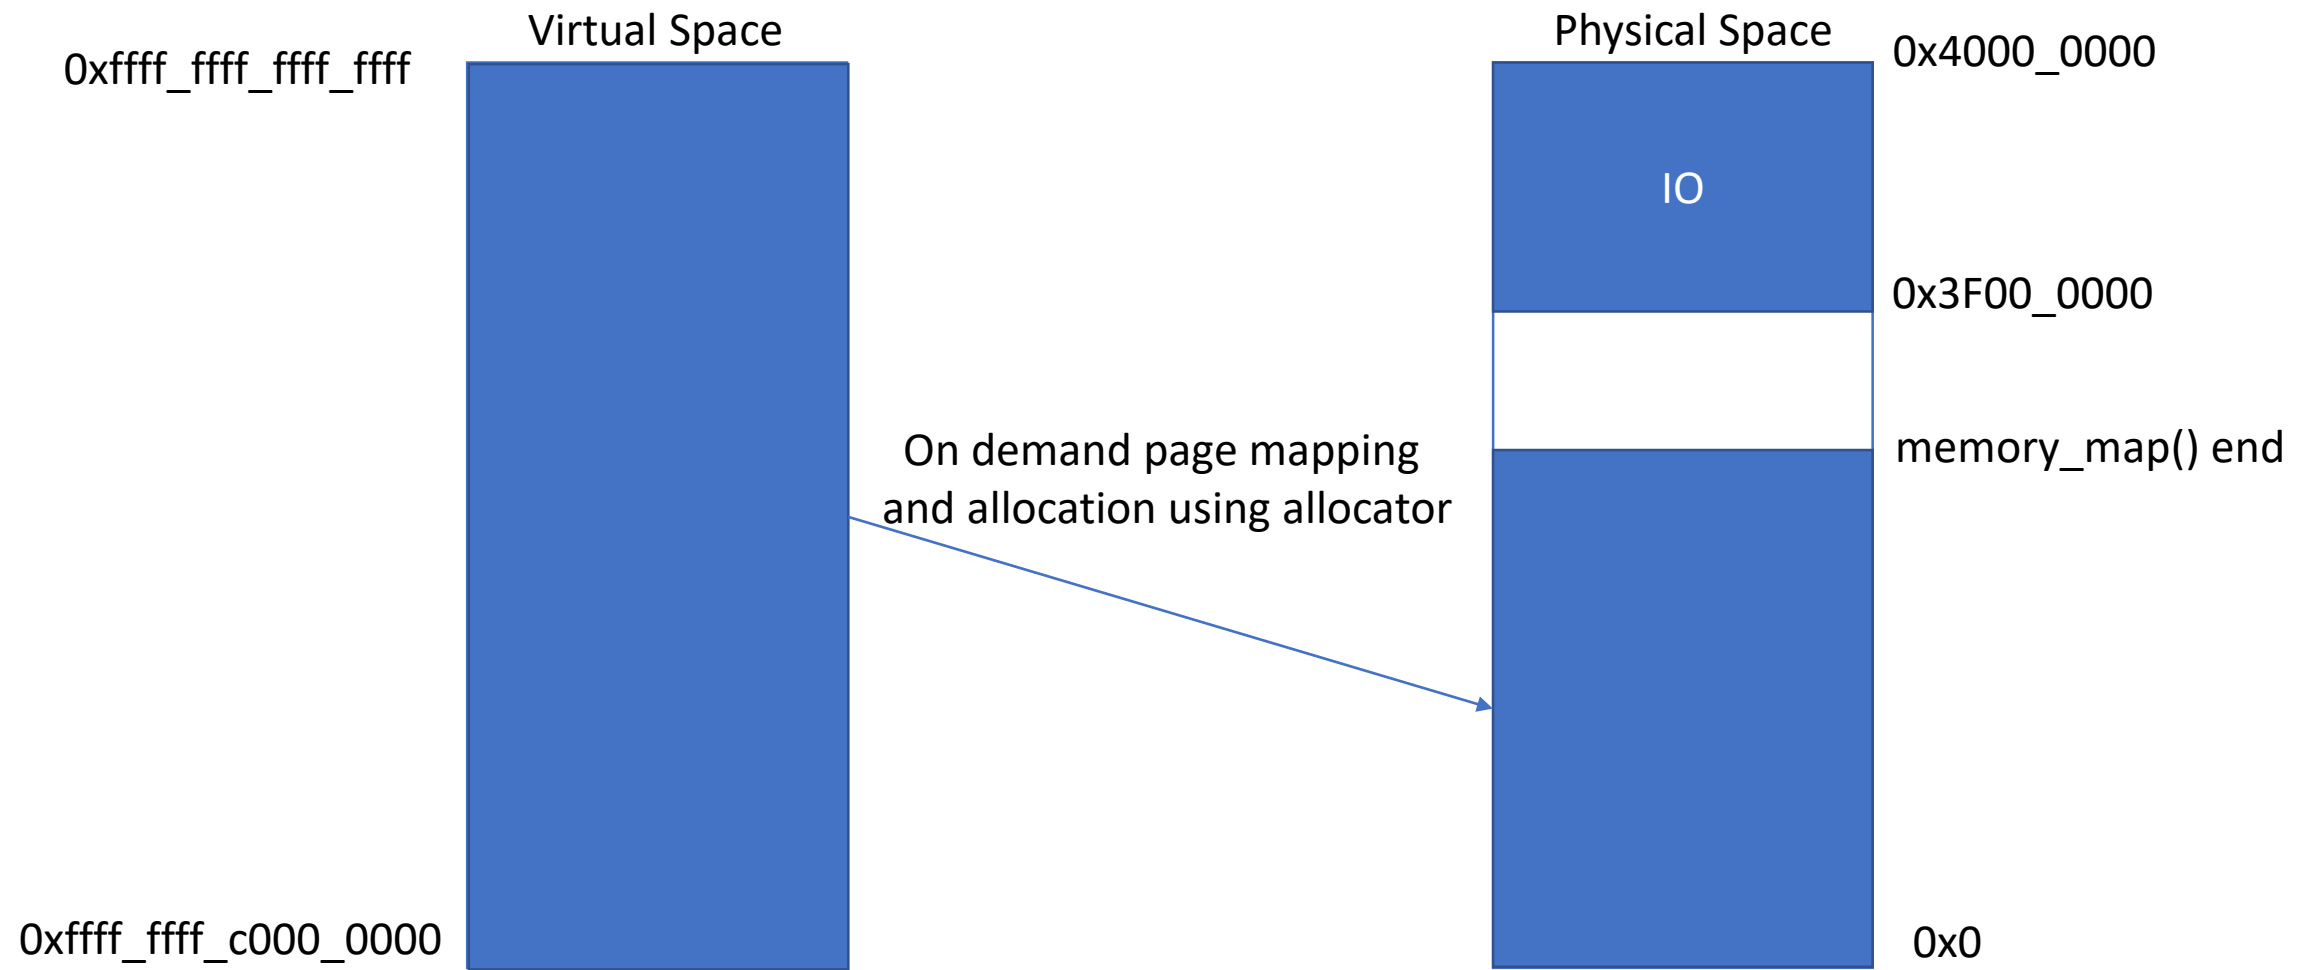 Virtual Space
Physical Space
0xffff_ffff_ffff_ffff
0x4000_0000
IO
0x3F00_0000
On demand page mapping
and allocation using allocator
memory_map() end
0xffff_ffff_c000_0000
0x0